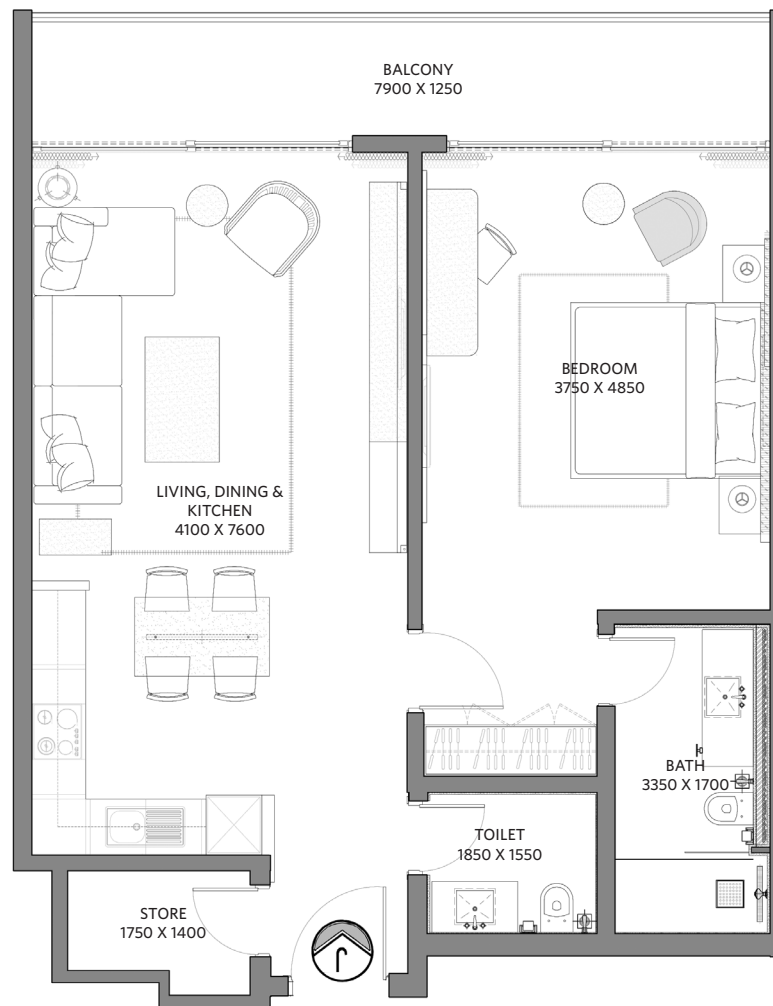 BALCONY
7900 X 1250
BEDROOM
3750 X 4850
LIVING, DINING &
KITCHEN
4100 X 7600
BATH
3350 X 1700
TOILET
1850 X 1550
STORE
1750 X 1400